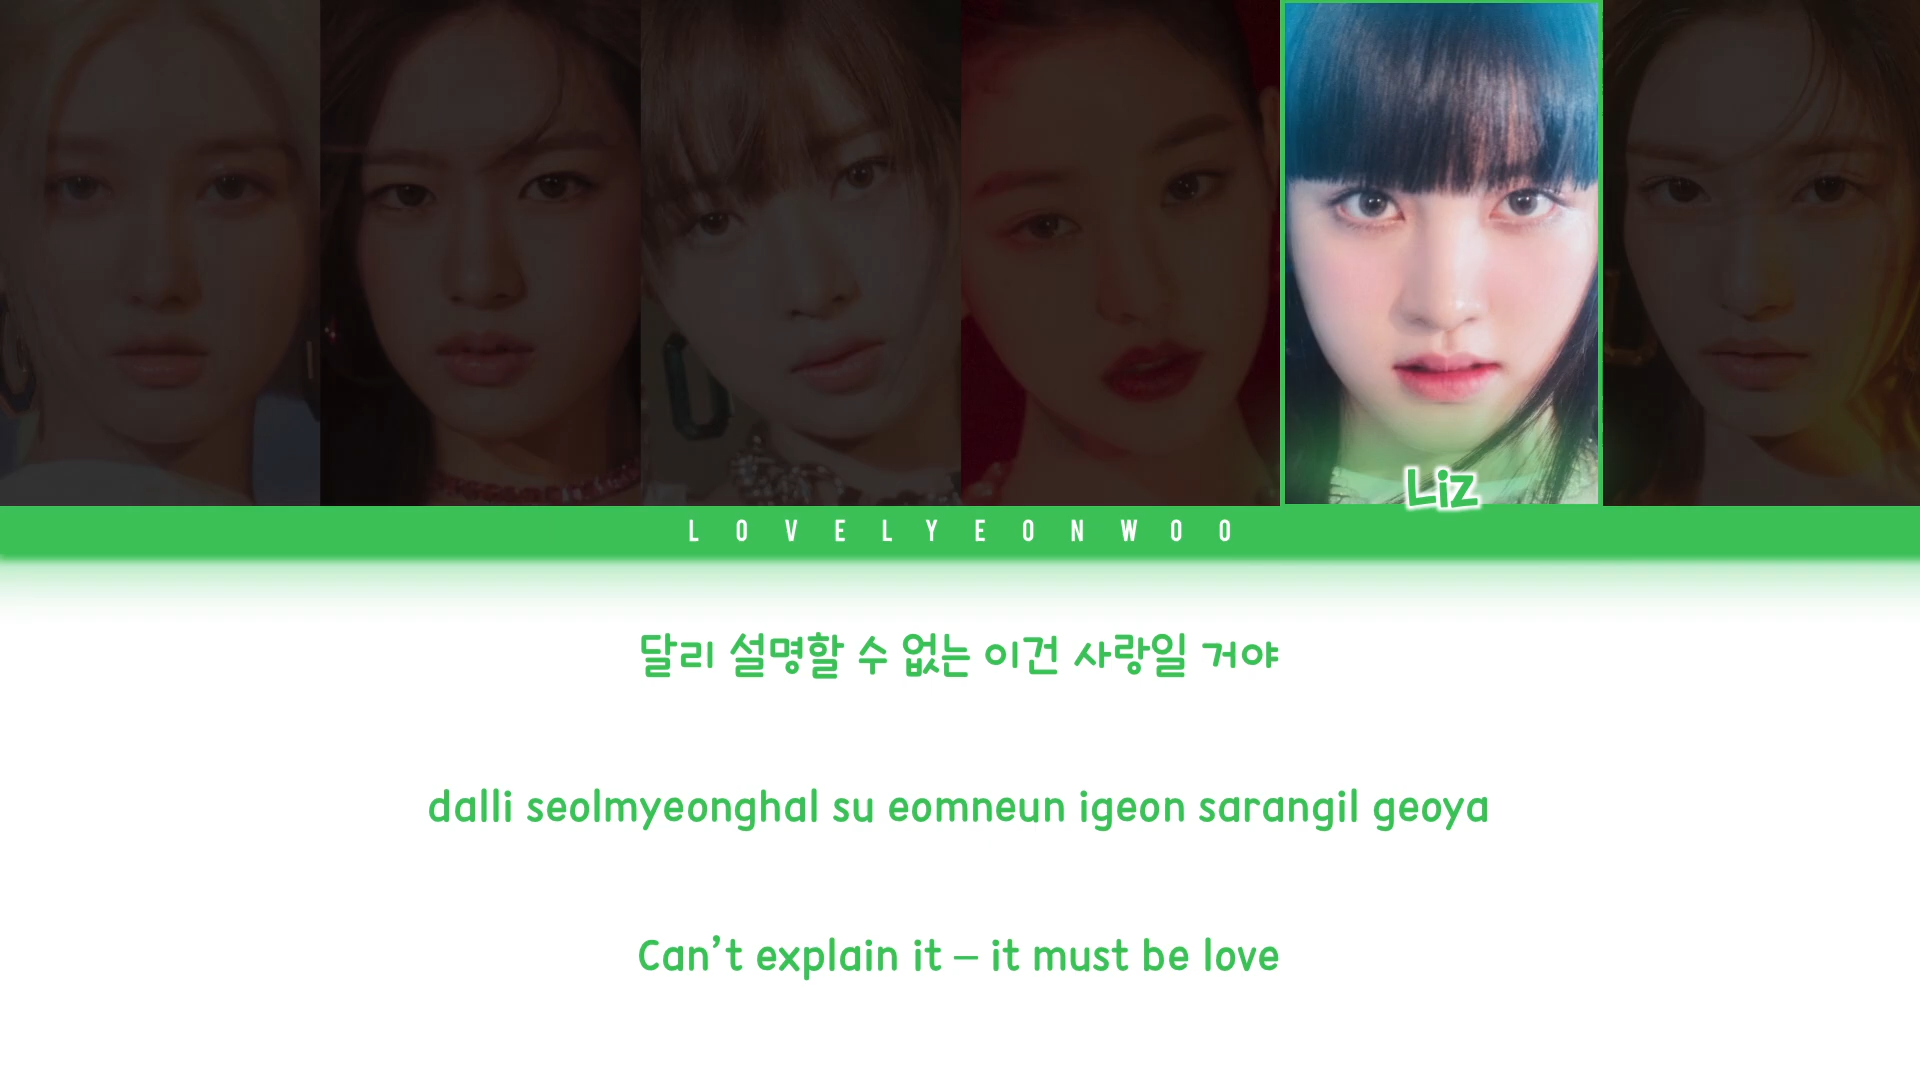 Liz
LOVELYEONWOO
달리 설명할 수 없는 이건 사랑일 거야
dalli seolmyeonghal su eomneun igeon sarangil geoya
Can’t explain it – it must be love